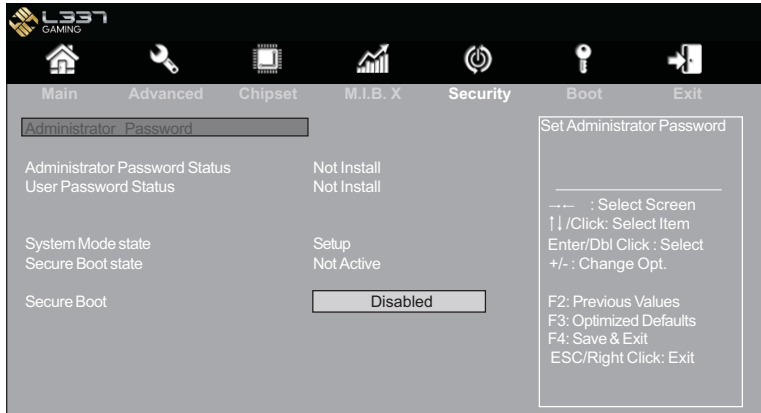 L337
GAMING
Main Advanced Chipset M.I.B. X Security Boot Exit
Administrator Password
Administrator Password Status Not Install
User Password Status Not Install
System Mode state Setup
Secure Boot state Not Active
Secure Boot Disabled
Set Administrator Password
→← : Select Screen
↑↓/Click: Select Item
Enter/Dbl Click : Select
+/- : Change Opt.
F2: Previous Values
F3: Optimized Defaults
F4: Save & Exit
ESC/Right Click: Exit